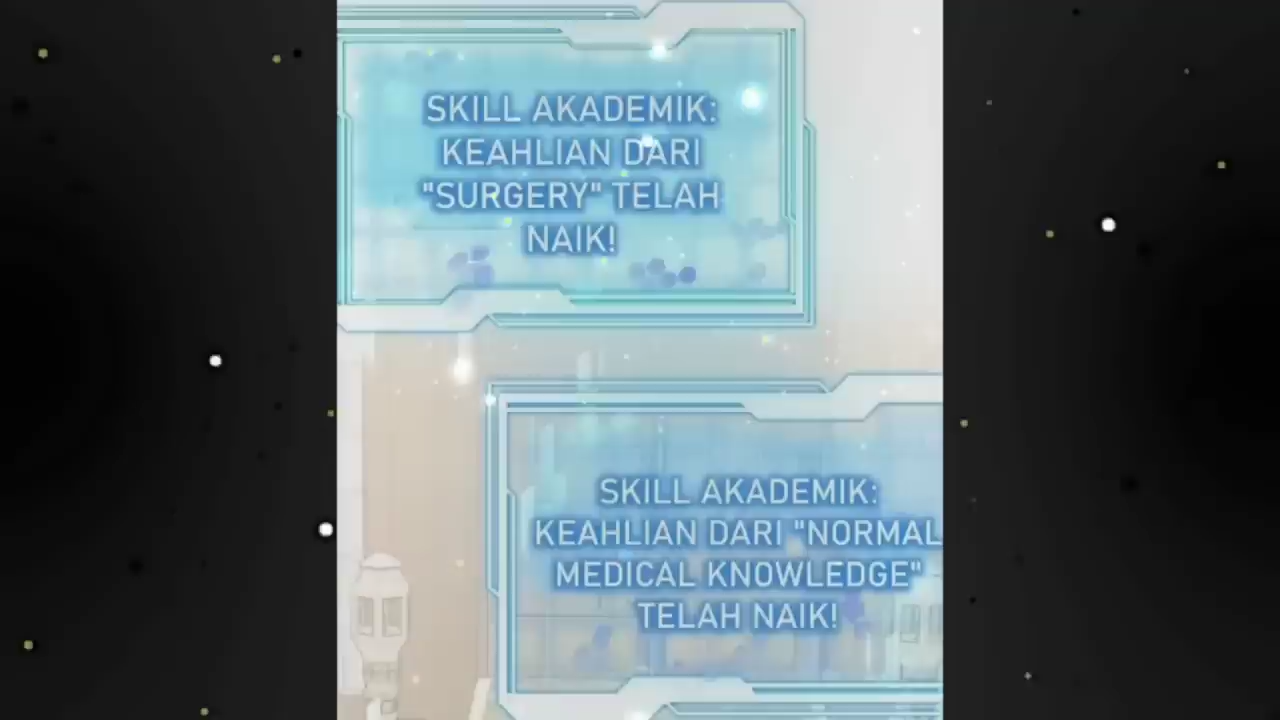 SKILL AKADEMIK:
KEAHLIAN DARI
"SURGERY" TELAH
NAIK!
SKILL AKADEMIK:
KEAHLIAN DARI "NORMAL
MEDICAL KNOWLEDGE"
TELAH NAIK!